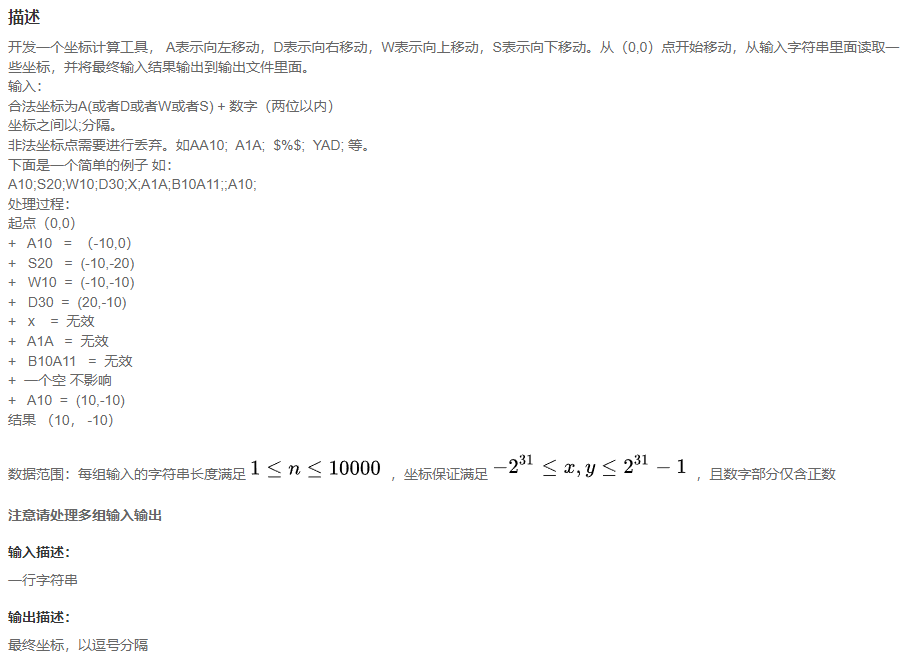 描述
开发一个坐标计算工具， A表示向左移动，D表示向右移动，W表示向上移动，S表示向下移动。从（0,0）点开始移动，从输入字符串里面读取一
些坐标，并将最终输入结果输出到输出文件里面。
输入：
合法坐标为A(或者D或者W或者S) + 数字（两位以内）
坐标之间以;分隔。
非法坐标点需要进行丢弃。如AA10; A1A; $%$; YAD; 等。
下面是一个简单的例子 如：
A10;S20;W10;D30;X;A1A;B10A11;;A10;
处理过程：
起点（0,0）
+ A10 = （-10,0）
+ S20 = (-10,-20)
+ W10 = (-10,-10)
+ D30 = (20,-10)
+ x = 无效
+ A1A = 无效
+ B10A11 = 无效
+ 一个空 不影响
+ A10 = (10,-10)
结果 （10， -10）
数据范围：每组输入的字符串长度满足 1 ≤ n ≤ 10000 ，坐标保证满足 −2^31 ≤ x, y ≤ 2^31 − 1 ，且数字部分仅含正数
注意请处理多组输入输出
输入描述：
一行字符串
输出描述：
最终坐标，以逗号分隔